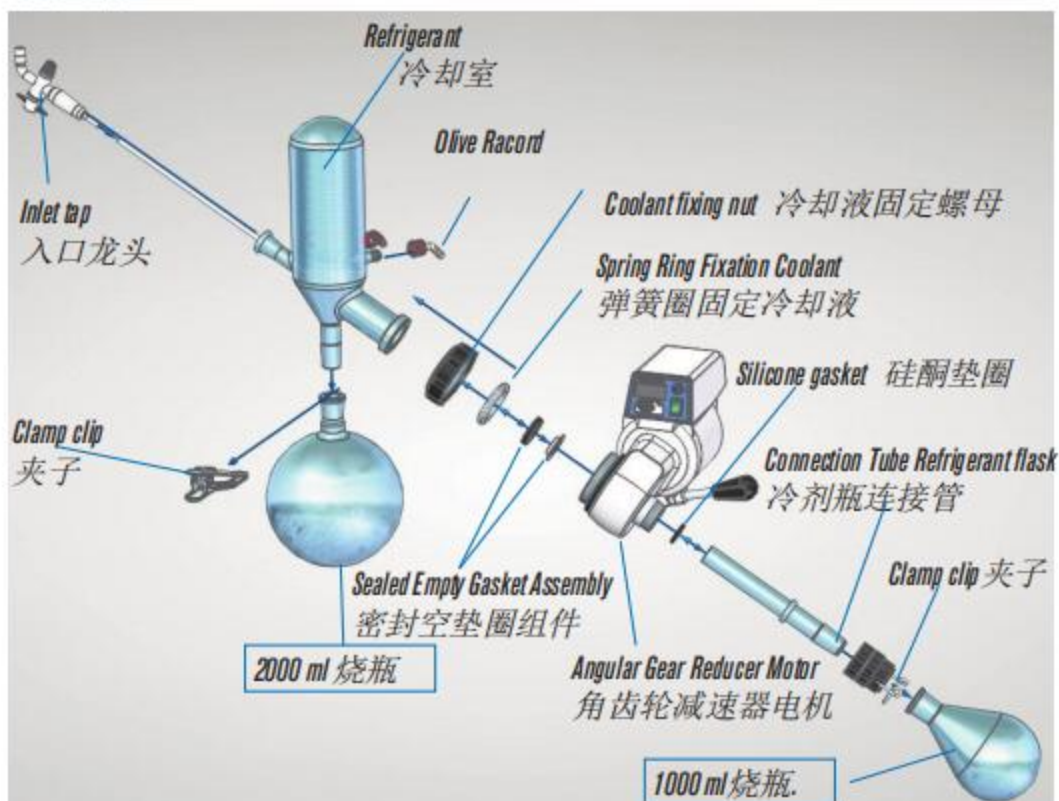 Refrigerant
冷却室
Olive Racord
Inlet tap
入口龙头
Coolant fixing nut 冷却液固定螺母
Spring Ring Fixation Coolant
弹簧圈固定冷却液
Silicone gasket 硅酮垫圈
Clamp clip
夹子
Connection Tube Refrigerant flask
冷剂瓶连接管
Sealed Empty Gasket Assembly
密封空垫圈组件
Clamp clip 夹子
2000 ml 烧瓶
Angular Gear Reducer Motor
角齿轮减速器电机
1000 ml 烧瓶.